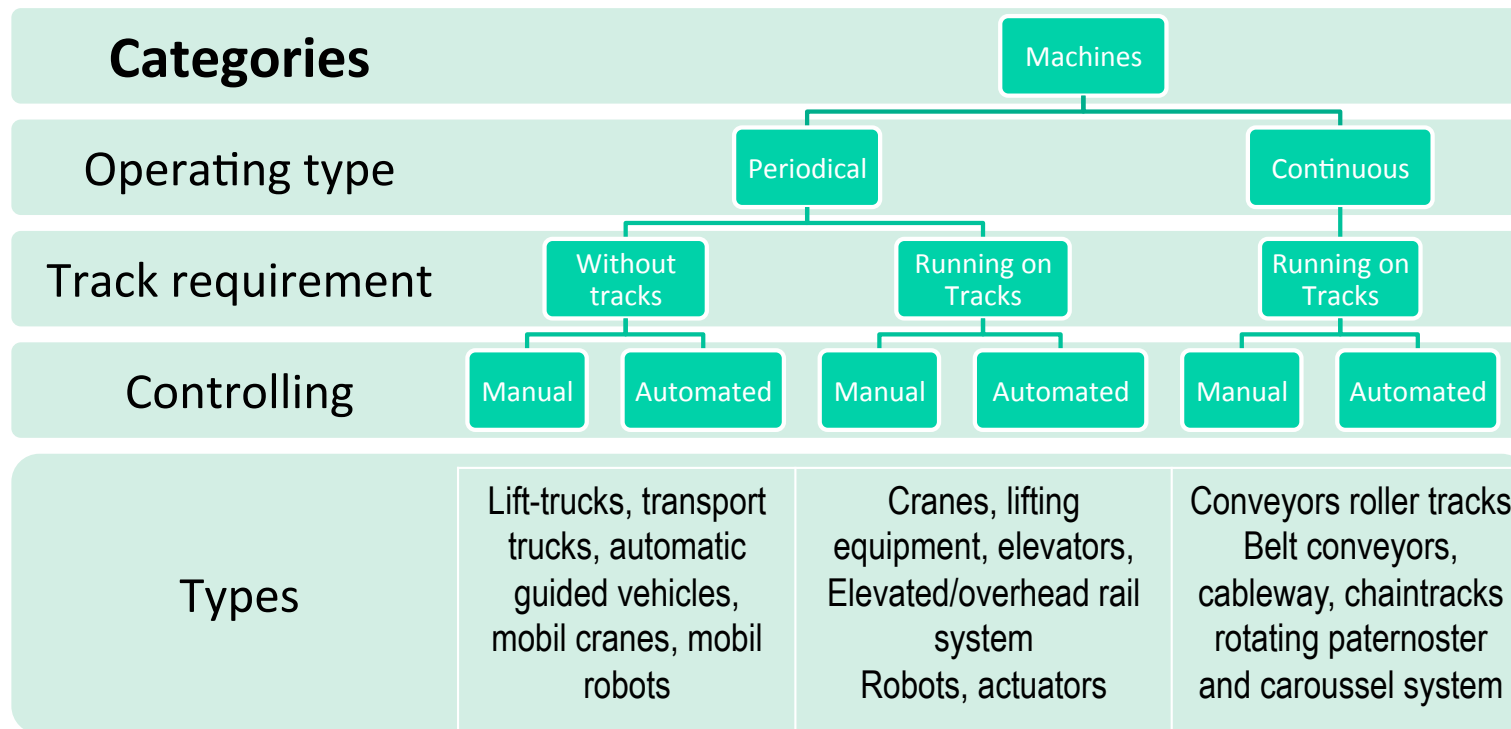 Categories
Machines
Operating type
Periodical
Continuous
Track requirement
Without
tracks
Running on
Tracks
Running on
Tracks
Controlling
Manual
Automated
Manual
Automated
Manual
Automated
Types
Lift-trucks, transport
trucks, automatic
guided vehicles,
mobil cranes, mobil
robots
Cranes, lifting
equipment, elevators,
Elevated/overhead rail
system
Robots, actuators
Conveyors roller tracks
Belt conveyors,
cableway, chaintracks
rotating paternoster
and caroussel system